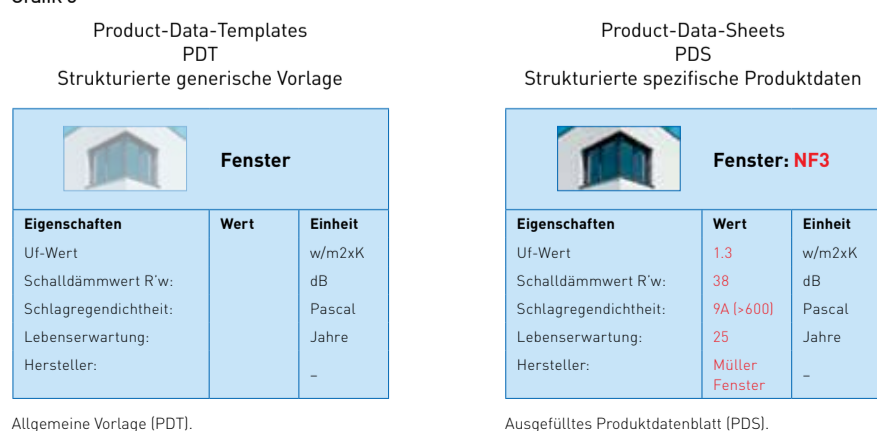 Product-Data-Templates
PDT
Strukturierte generische Vorlage
Fenster
Eigenschaften Wert Einheit
Uf-Wert w/m2xK
Schalldämmwert R'w: dB
Schlagregendichtheit: Pascal
Lebenserwartung: Jahre
Hersteller: –
Allgemeine Vorlage (PDT).
Product-Data-Sheets
PDS
Strukturierte spezifische Produktdaten
Fenster: NF3
Eigenschaften Wert Einheit
Uf-Wert 1.3 w/m2xK
Schalldämmwert R'w: 38 dB
Schlagregendichtheit: 9A (>600) Pascal
Lebenserwartung: 25 Jahre
Hersteller: Müller –
Fenster
Ausgefülltes Produktdatenblatt (PDS).